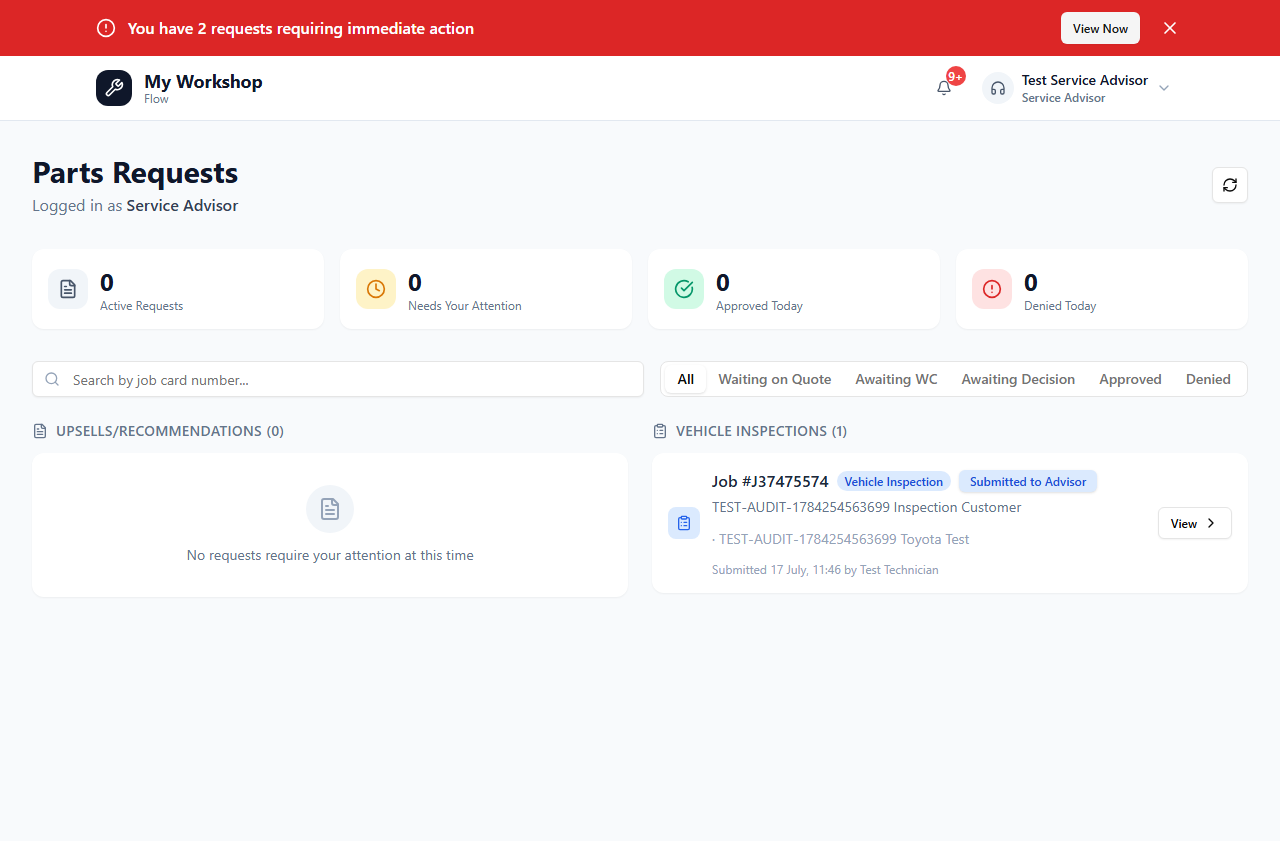 You have 2 requests requiring immediate action
View Now
My Workshop
Flow
9+
Test Service Advisor
Service Advisor
Parts Requests
Logged in as Service Advisor
0
Active Requests
0
Needs Your Attention
0
Approved Today
0
Denied Today
Search by job card number...
All
Waiting on Quote
Awaiting WC
Awaiting Decision
Approved
Denied
UPSELLS/RECOMMENDATIONS (0)
No requests require your attention at this time
VEHICLE INSPECTIONS (1)
Job #J37475574
Vehicle Inspection
Submitted to Advisor
TEST-AUDIT-1784254563699 Inspection Customer
· TEST-AUDIT-1784254563699 Toyota Test
Submitted 17 July, 11:46 by Test Technician
View